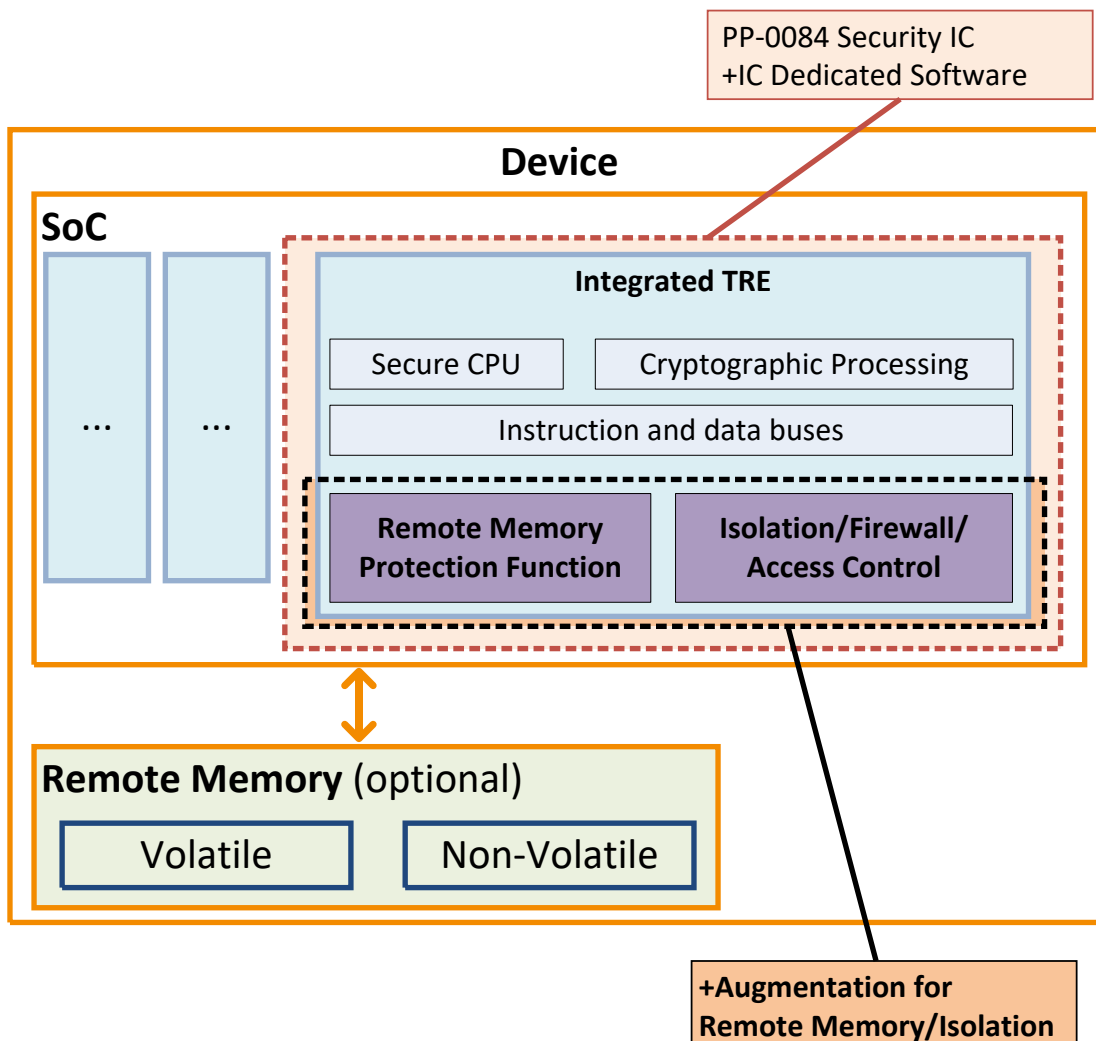 PP-0084 Security IC
+IC Dedicated Software
Device
SoC
...
...
Integrated TRE
Secure CPU
Cryptographic Processing
Instruction and data buses
Remote Memory
Protection Function
Isolation/Firewall/
Access Control
Remote Memory (optional)
Volatile
Non-Volatile
+Augmentation for
Remote Memory/Isolation